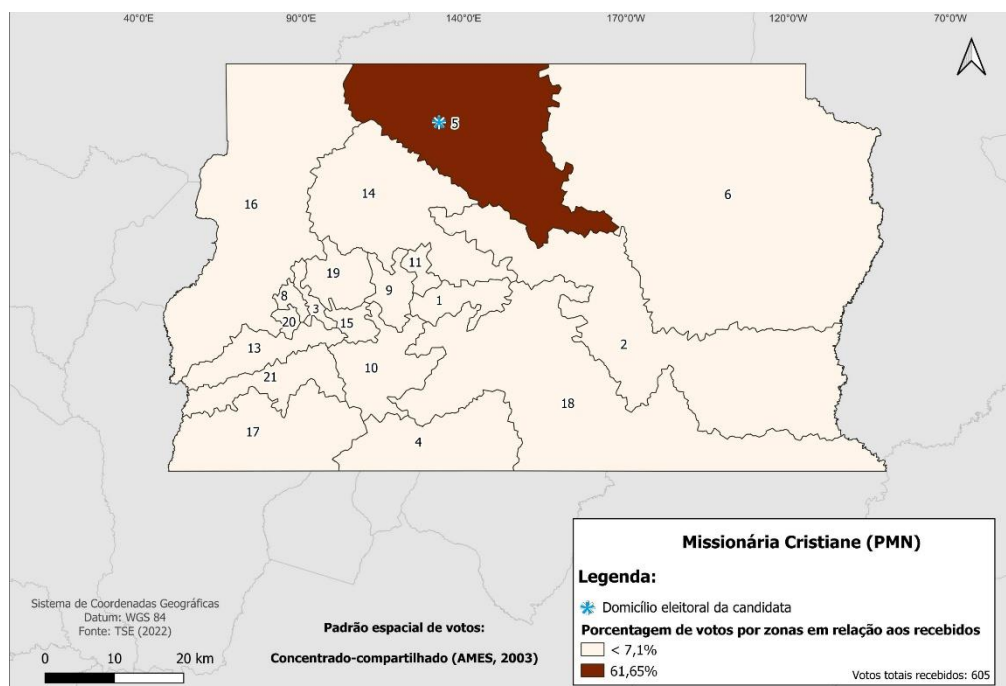 40°0'E 90°0'E 140°0'E 170°0'W 120°0'W 70°0'W
5
6
14
16
11
19
9
8
3
1
20
15
2
13
10
21
18
17
4
Missionária Cristiane (PMN)
Legenda:
Domicílio eleitoral da candidata
Porcentagem de votos por zonas em relação aos recebidos
< 7,1%
61,65%
Votos totais recebidos: 605
Sistema de Coordenadas Geográficas
Datum: WGS 84
Fonte: TSE (2022)
0 10 20 km
Padrão espacial de votos:
Concentrado-compartilhado (AMES, 2003)